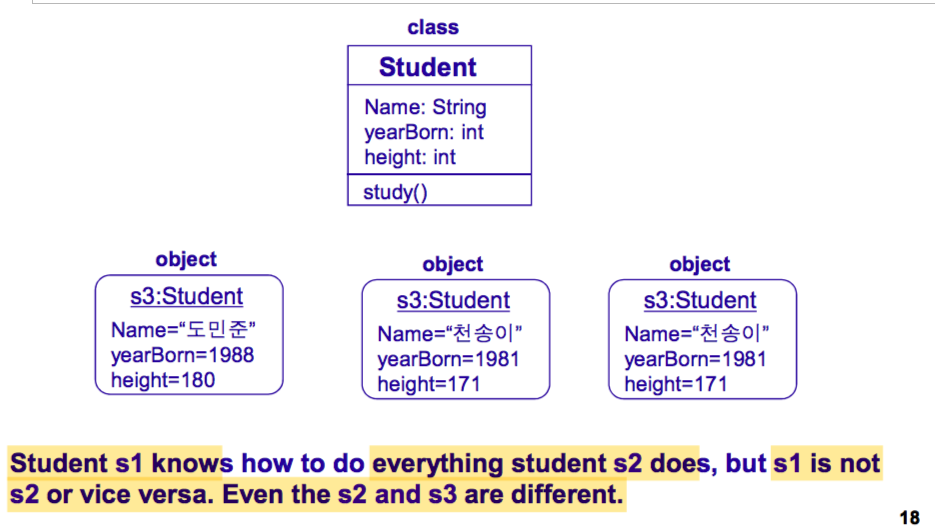 class
Student
Name: String
yearBorn: int
height: int
study()
object
s3:Student
Name=“도민준”
yearBorn=1988
height=180
object
s3:Student
Name=“천송이”
yearBorn=1981
height=171
object
s3:Student
Name=“천송이”
yearBorn=1981
height=171
Student s1 knows how to do everything student s2 does, but s1 is not
s2 or vice versa. Even the s2 and s3 are different.
18